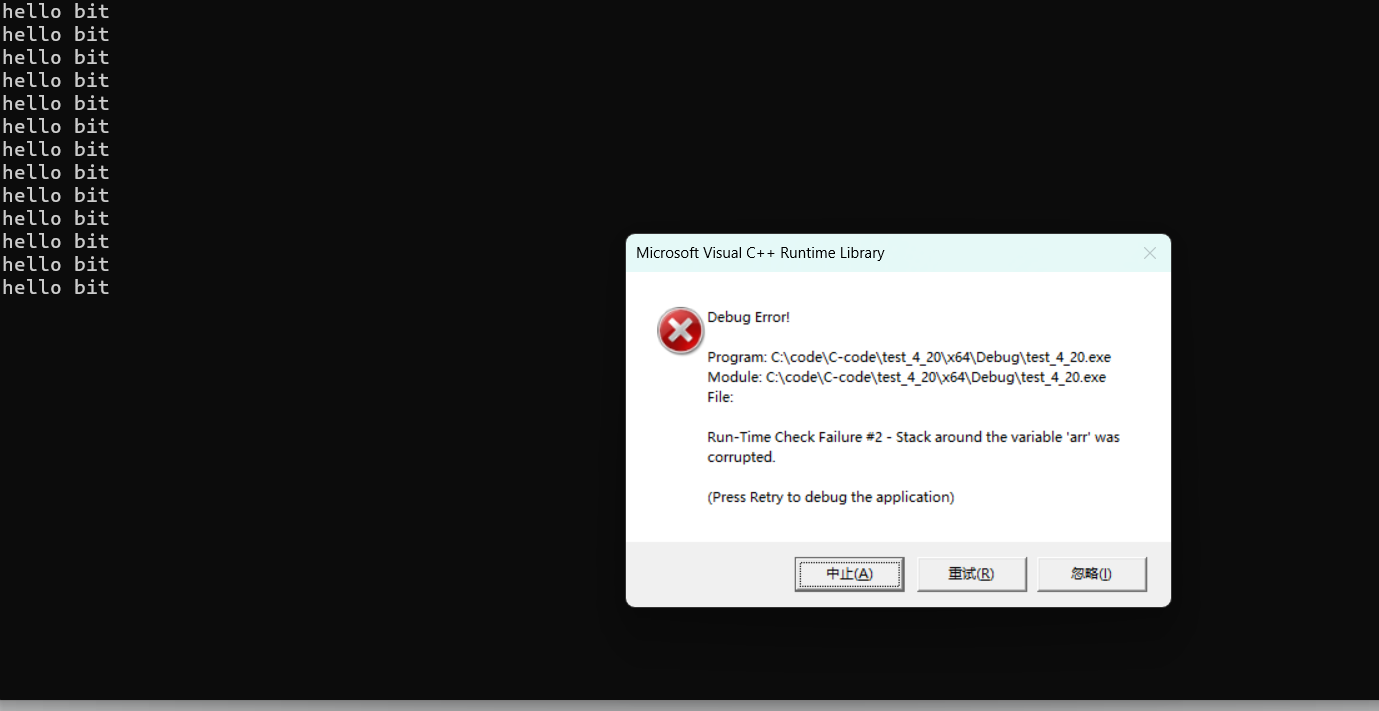 hello bit
hello bit
hello bit
hello bit
hello bit
hello bit
hello bit
hello bit
hello bit
hello bit
hello bit
hello bit
hello bit
Microsoft Visual C++ Runtime Library
Debug Error!
Program: C:\code\C-code\test_4_20\x64\Debug\test_4_20.exe
Module: C:\code\C-code\test_4_20\x64\Debug\test_4_20.exe
File:
Run-Time Check Failure #2 - Stack around the variable 'arr' was
corrupted.
(Press Retry to debug the application)
中止(A) 重试(R) 忽略(I)